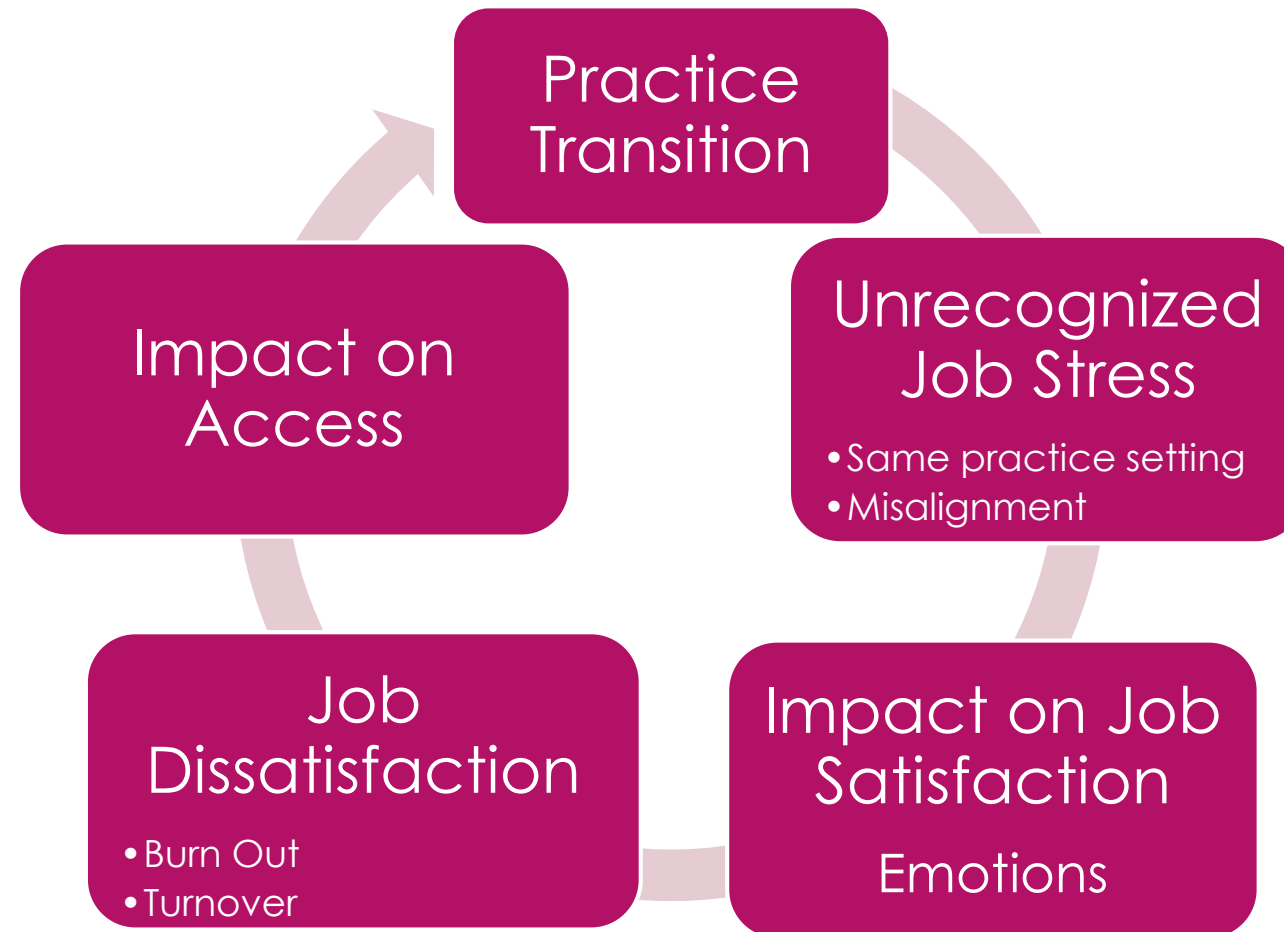 Practice
Transition
Unrecognized
Job Stress
•Same practice setting
•Misalignment
Impact on Job
Satisfaction
Emotions
Job
Dissatisfaction
•Burn Out
•Turnover
Impact on
Access